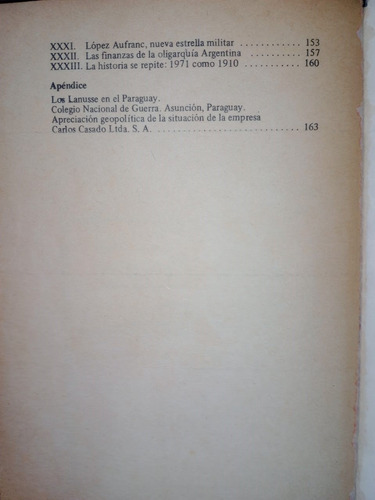 XXXI. López Aufranc, nueva estrella militar ............ 153
XXXII. Las finanzas de la oligarquía Argentina ........... 157
XXXIII. La historia se repite: 1971 como 1910 ............ 160
Apéndice
Los Lanusse en el Paraguay.
Colegio Nacional de Guerra. Asunción, Paraguay.
Apreciación geopolítica de la situación de la empresa
Carlos Casado Ltda. S. A. .............................. 163